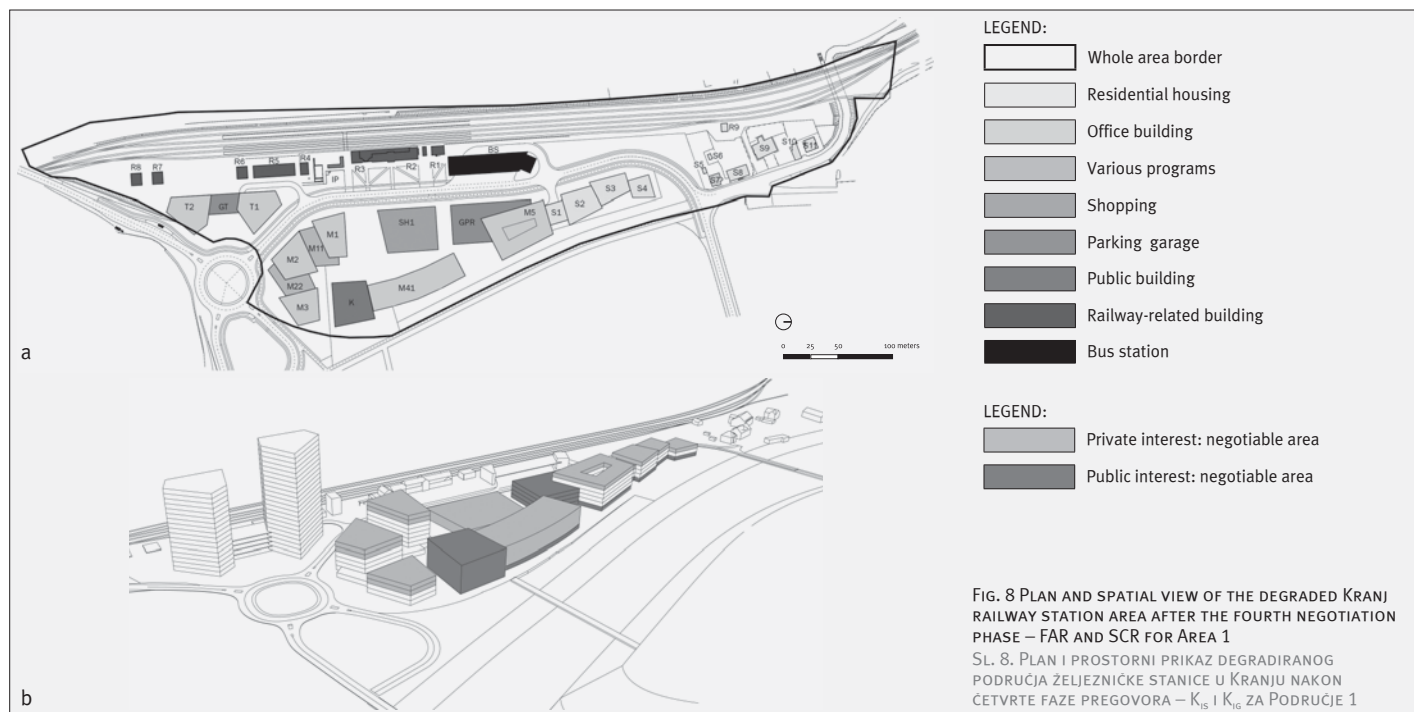 LEGEND:
Whole area border
Residential housing
Office building
Various programs
Shopping
Parking garage
Public building
Railway-related building
Bus station
LEGEND:
Private interest: negotiable area
Public interest: negotiable area
R8 R7 R6 R5 R4 IP R3 R2 R1 BS
R9 S5 S6 S7 S8 S9 S10 S11
T2 GT T1
M1 M11 M2 M22 M3
SH1 GPR M5 S1 S2 S3 S4
K M41
0 25 50 100 meters
a
b
FIG. 8 PLAN AND SPATIAL VIEW OF THE DEGRADED KRANJ
RAILWAY STATION AREA AFTER THE FOURTH NEGOTIATION
PHASE – FAR AND SCR FOR AREA 1
SL. 8. PLAN I PROSTORNI PRIKAZ DEGRADIRANOG
PODRUČJA ŽELJEZNIČKE STANICE U KRANJU NAKON
ČETVRTE FAZE PREGOVORA – K_IS I K_IG ZA PODRUČJE 1